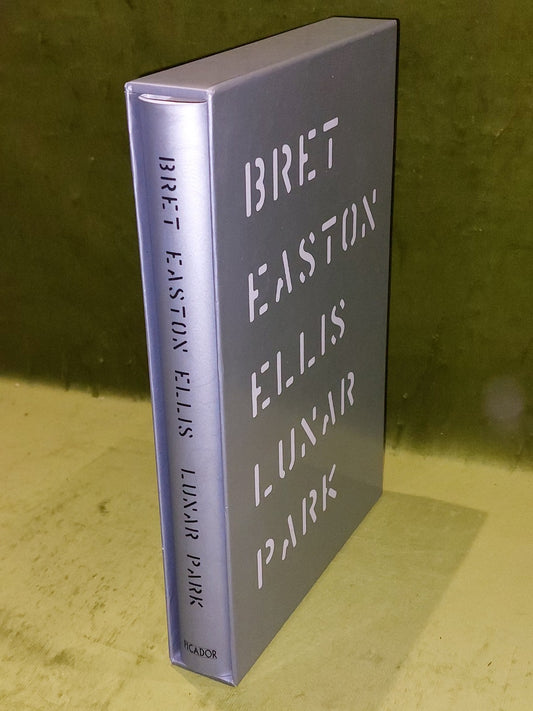 BRET EASTON ELLIS LUNAR PARK
PICADOR
BRET
EASTON
ELLIS
LUNAR
PARK